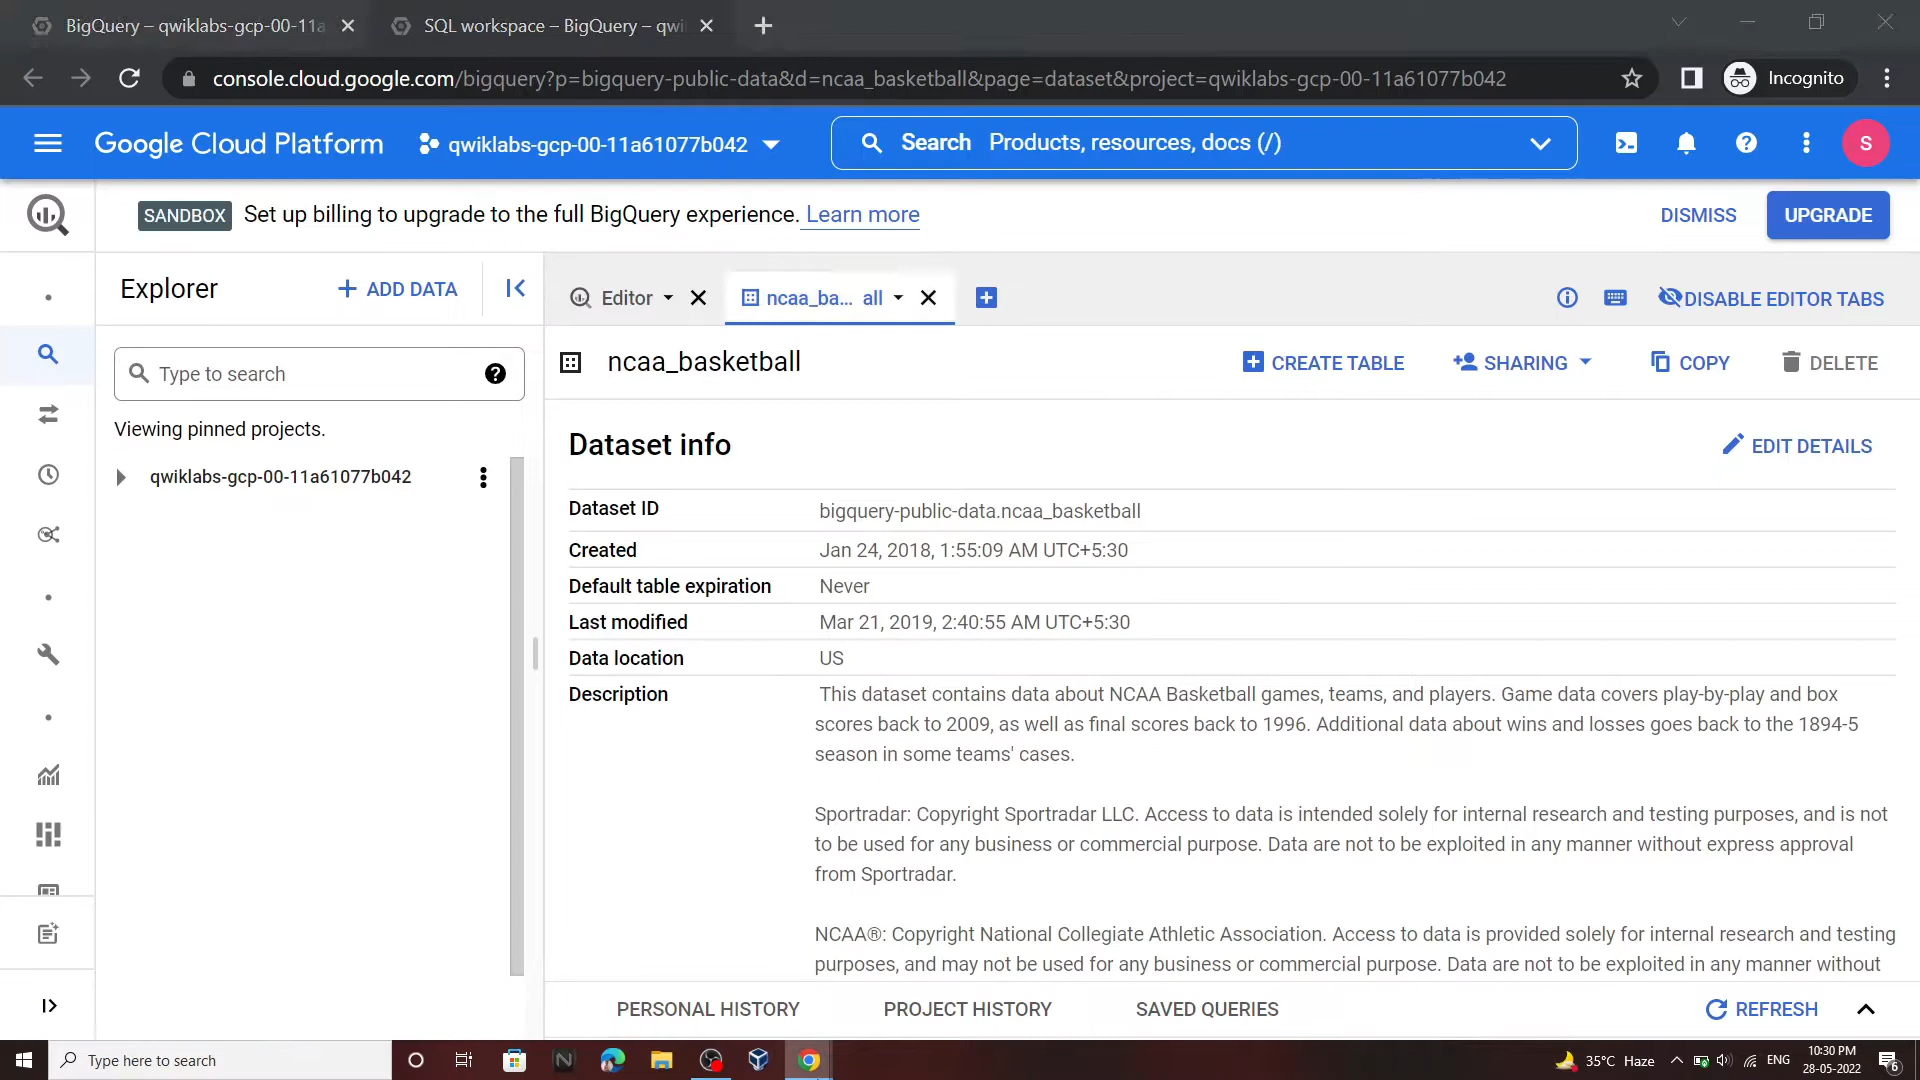 BigQuery – qwiklabs-gcp-00-11a
SQL workspace – BigQuery – qwi
console.cloud.google.com/bigquery?p=bigquery-public-data&d=ncaa_basketball&page=dataset&project=qwiklabs-gcp-00-11a61077b042
Incognito
Google Cloud Platform
qwiklabs-gcp-00-11a61077b042
Search Products, resources, docs (/)
S
SANDBOX Set up billing to upgrade to the full BigQuery experience. Learn more
DISMISS
UPGRADE
Explorer
+ ADD DATA
Editor
ncaa_ba... all
DISABLE EDITOR TABS
Type to search
Viewing pinned projects.
qwiklabs-gcp-00-11a61077b042
ncaa_basketball
CREATE TABLE
SHARING
COPY
DELETE
Dataset info
EDIT DETAILS
Dataset ID bigquery-public-data.ncaa_basketball
Created Jan 24, 2018, 1:55:09 AM UTC+5:30
Default table expiration Never
Last modified Mar 21, 2019, 2:40:55 AM UTC+5:30
Data location US
Description This dataset contains data about NCAA Basketball games, teams, and players. Game data covers play-by-play and box
scores back to 2009, as well as final scores back to 1996. Additional data about wins and losses goes back to the 1894-5
season in some teams' cases.
Sportradar: Copyright Sportradar LLC. Access to data is intended solely for internal research and testing purposes, and is not
to be used for any business or commercial purpose. Data are not to be exploited in any manner without express approval
from Sportradar.
NCAA®: Copyright National Collegiate Athletic Association. Access to data is provided solely for internal research and testing
purposes, and may not be used for any business or commercial purpose. Data are not to be exploited in any manner without
PERSONAL HISTORY
PROJECT HISTORY
SAVED QUERIES
REFRESH
Type here to search
35°C Haze
ENG
10:30 PM
28-05-2022
6